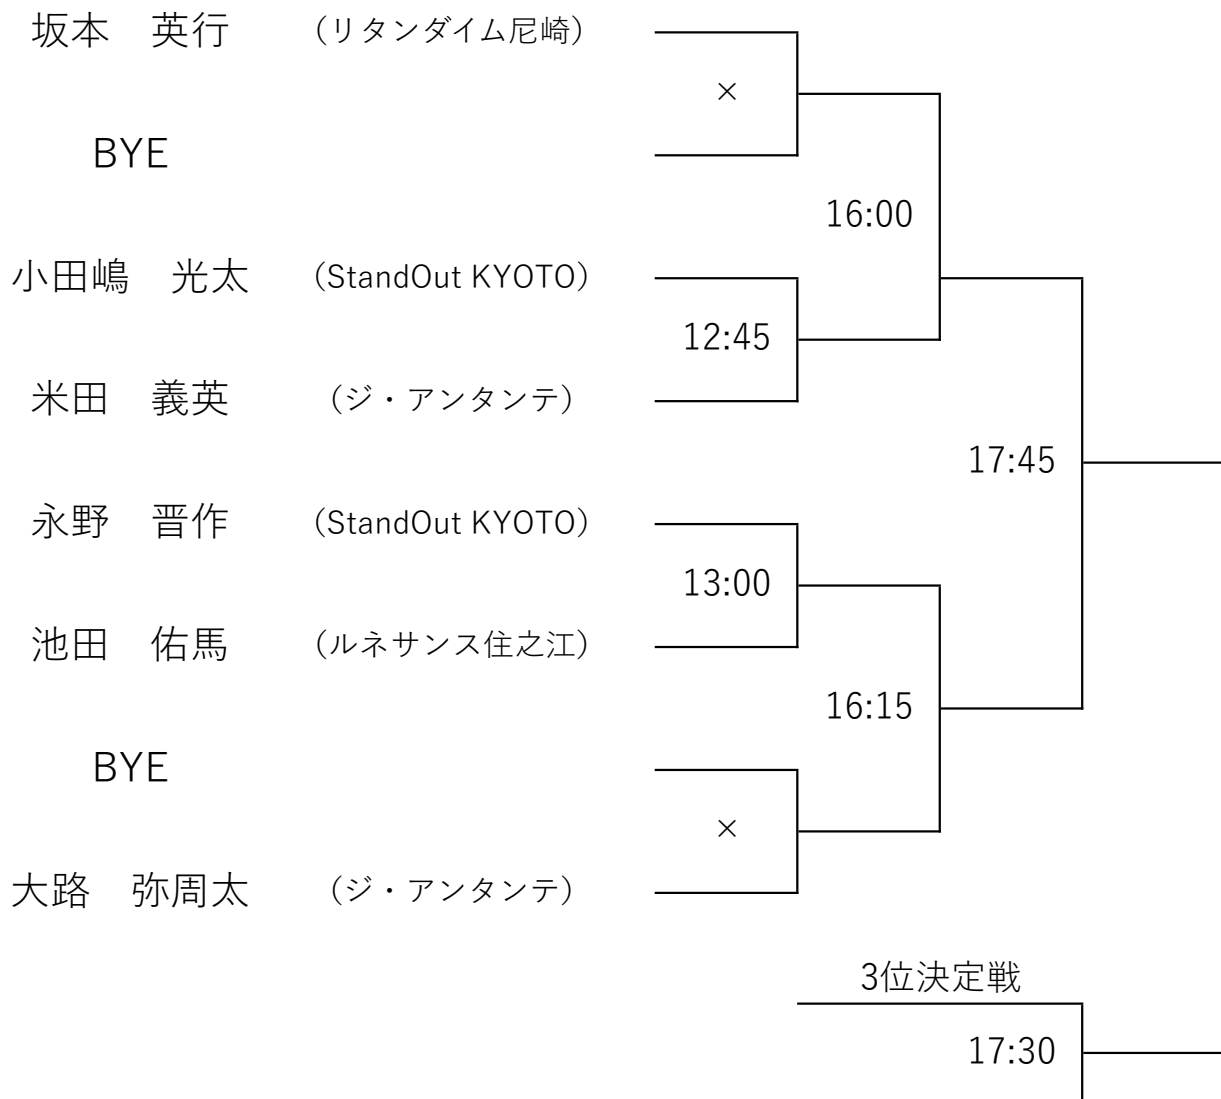 坂本　英行　（リタンダイム尼崎）
×
BYE
16:00
小田嶋　光太　（StandOut KYOTO）
12:45
米田　義英　（ジ・アンタンテ）
17:45
永野　晋作　（StandOut KYOTO）
13:00
池田　佑馬　（ルネサンス住之江）
16:15
BYE
×
大路　弥周太　（ジ・アンタンテ）
3位決定戦
17:30